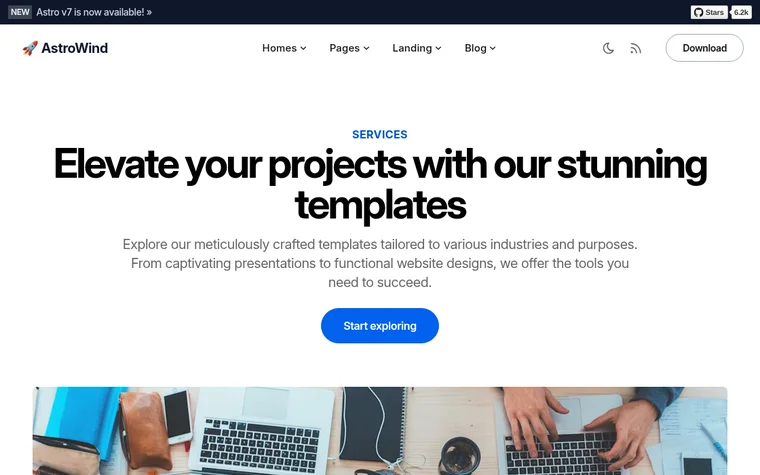 NEW Astro v7 is now available! » Stars 6.2k
🚀 AstroWind Homes Pages Landing Blog Download
SERVICES
Elevate your projects with our stunning
templates
Explore our meticulously crafted templates tailored to various industries and purposes.
From captivating presentations to functional website designs, we offer the tools you
need to succeed.
Start exploring